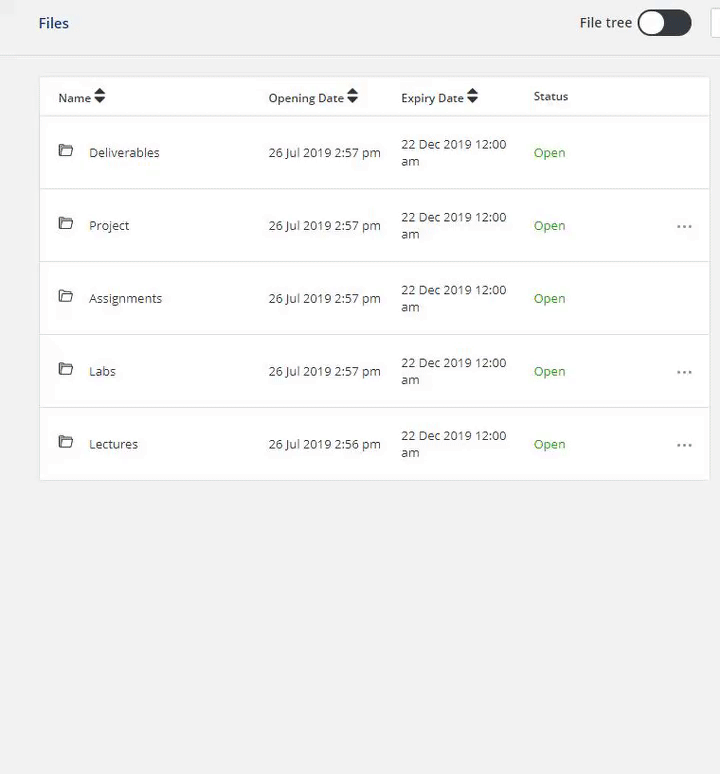 Files
File tree
Name Opening Date Expiry Date Status
Deliverables 26 Jul 2019 2:57 pm 22 Dec 2019 12:00 am Open
Project 26 Jul 2019 2:57 pm 22 Dec 2019 12:00 am Open
Assignments 26 Jul 2019 2:57 pm 22 Dec 2019 12:00 am Open
Labs 26 Jul 2019 2:57 pm 22 Dec 2019 12:00 am Open
Lectures 26 Jul 2019 2:56 pm 22 Dec 2019 12:00 am Open